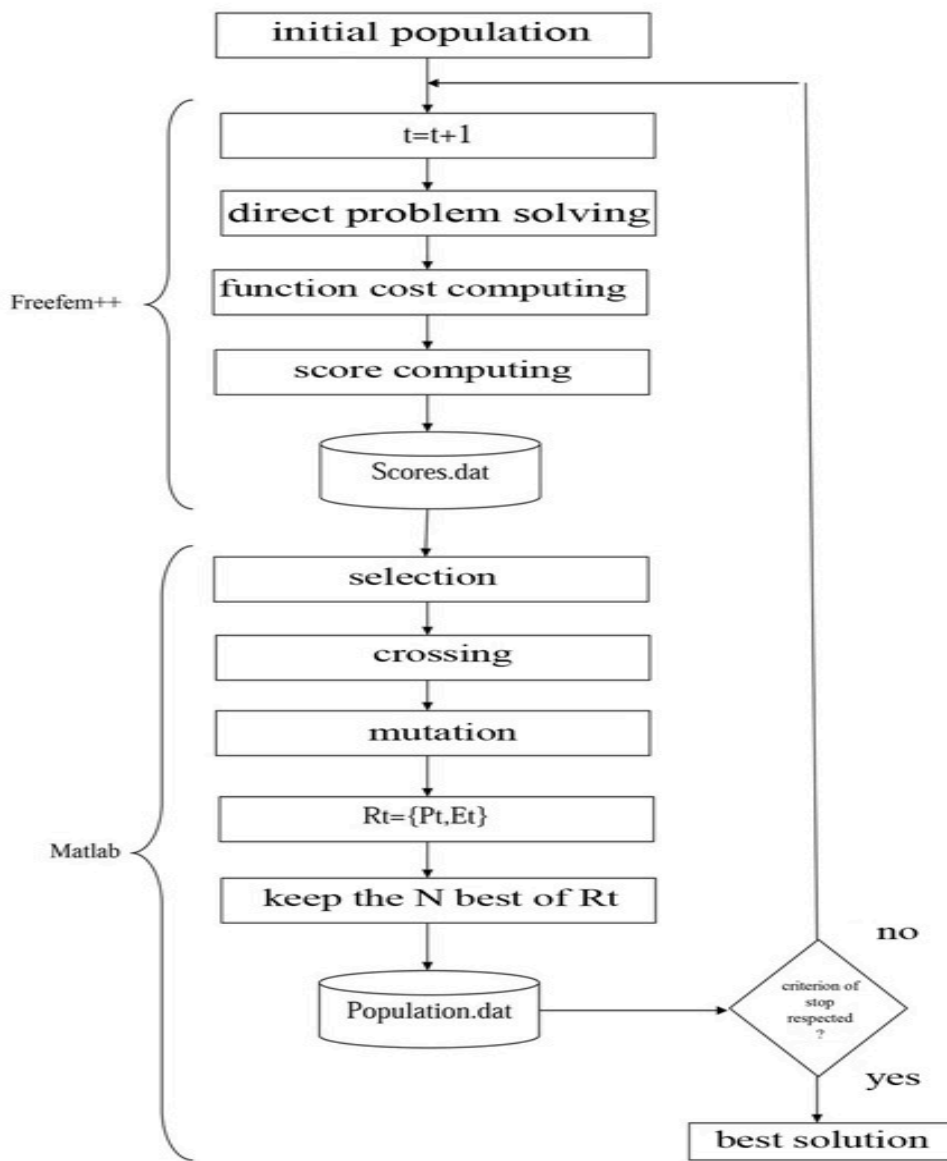 initial population
t=t+1
direct problem solving
function cost computing
Freefem++
score computing
Scores.dat
selection
crossing
mutation
Rt={Pt,Et}
Matlab
keep the N best of Rt
no
Population.dat
criterion of
stop
respected
?
yes
best solution